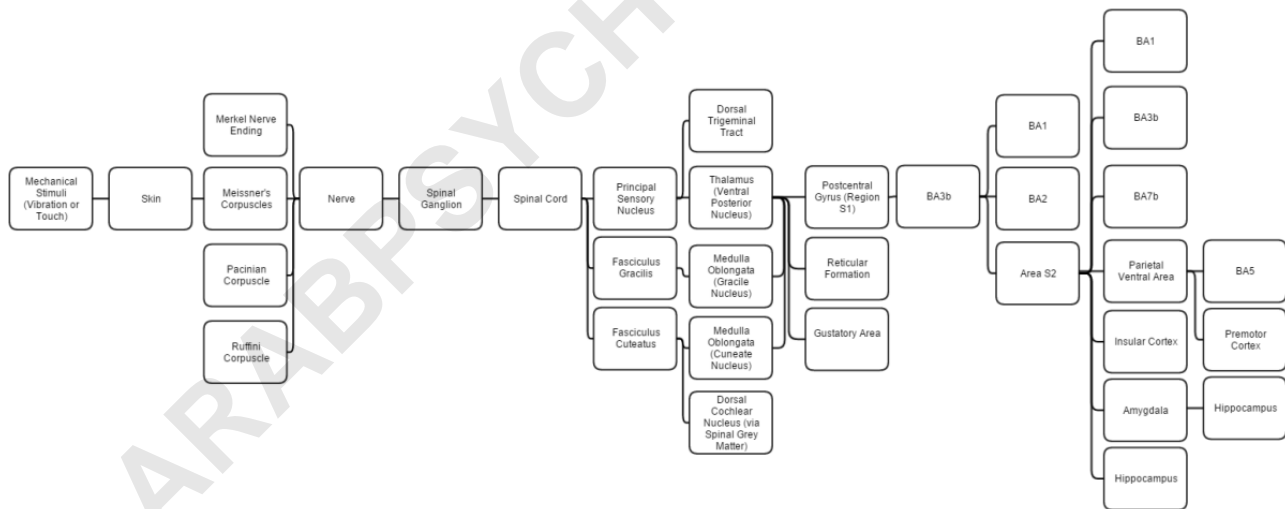 Mechanical
Stimuli
(Vibration or
Touch)
Skin
Merkel Nerve
Ending
Meissner's
Corpuscles
Pacinian
Corpuscle
Ruffini
Corpuscle
Nerve
Spinal
Ganglion
Spinal Cord
Principal
Sensory
Nucleus
Fasciculus
Gracilis
Fasciculus
Cuteatus
Dorsal
Trigeminal
Tract
Thalamus
(Ventral
Posterior
Nucleus)
Medulla
Oblongata
(Gracile
Nucleus)
Medulla
Oblongata
(Cuneate
Nucleus)
Dorsal
Cochlear
Nucleus (via
Spinal Grey
Matter)
Postcentral
Gyrus (Region
S1)
Reticular
Formation
Gustatory Area
BA3b
BA1
BA2
Area S2
BA1
BA3b
BA7b
Parietal
Ventral Area
Insular Cortex
Amygdala
Hippocampus
BA5
Premotor
Cortex
Hippocampus
ARABPSYCH